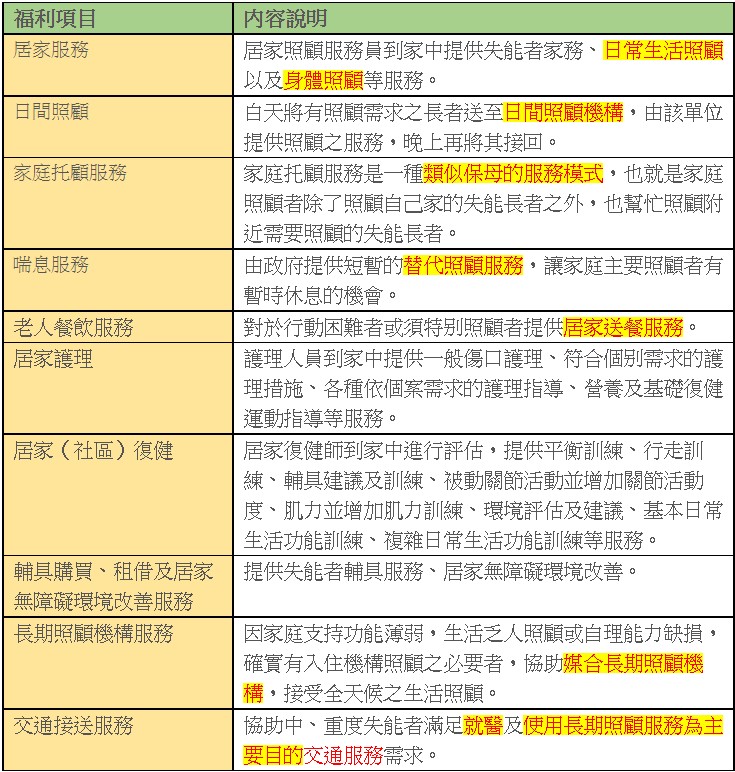 福利項目 內容說明
居家服務 居家照顧服務員到家中提供失能者家務、日常生活照顧
以及身體照顧等服務。
日間照顧 白天將有照顧需求之長者送至日間照顧機構，由該單位
提供照顧之服務，晚上再將其接回。
家庭托顧服務 家庭托顧服務是一種類似保母的服務模式，也就是家庭
照顧者除了照顧自己家的失能長者之外，也幫忙照顧附
近需要照顧的失能長者。
喘息服務 由政府提供短暫的替代照顧服務，讓家庭主要照顧者有
暫時休息的機會。
老人餐飲服務 對於行動困難者或須特別照顧者提供居家送餐服務。
居家護理 護理人員到家中提供一般傷口護理、符合個別需求的護
理措施、各種依個案需求的護理指導、營養及基礎復健
運動指導等服務。
居家（社區）復健 居家復健師到家中進行評估，提供平衡訓練、行走訓
練、輔具建議及訓練、被動關節活動並增加關節活動
度、肌力並增加肌力訓練、環境評估及建議、基本日常
生活功能訓練、複雜日常生活功能訓練等服務。
輔具購買、租借及居家 提供失能者輔具服務、居家無障礙環境改善。
無障礙環境改善服務
長期照顧機構服務 因家庭支持功能薄弱，生活乏人照顧或自理能力缺損，
確實有入住機構照顧之必要者，協助媒合長期照顧機
構，接受全天候之生活照顧。
交通接送服務 協助中、重度失能者滿足就醫及使用長期照顧服務為主
要目的交通服務需求。